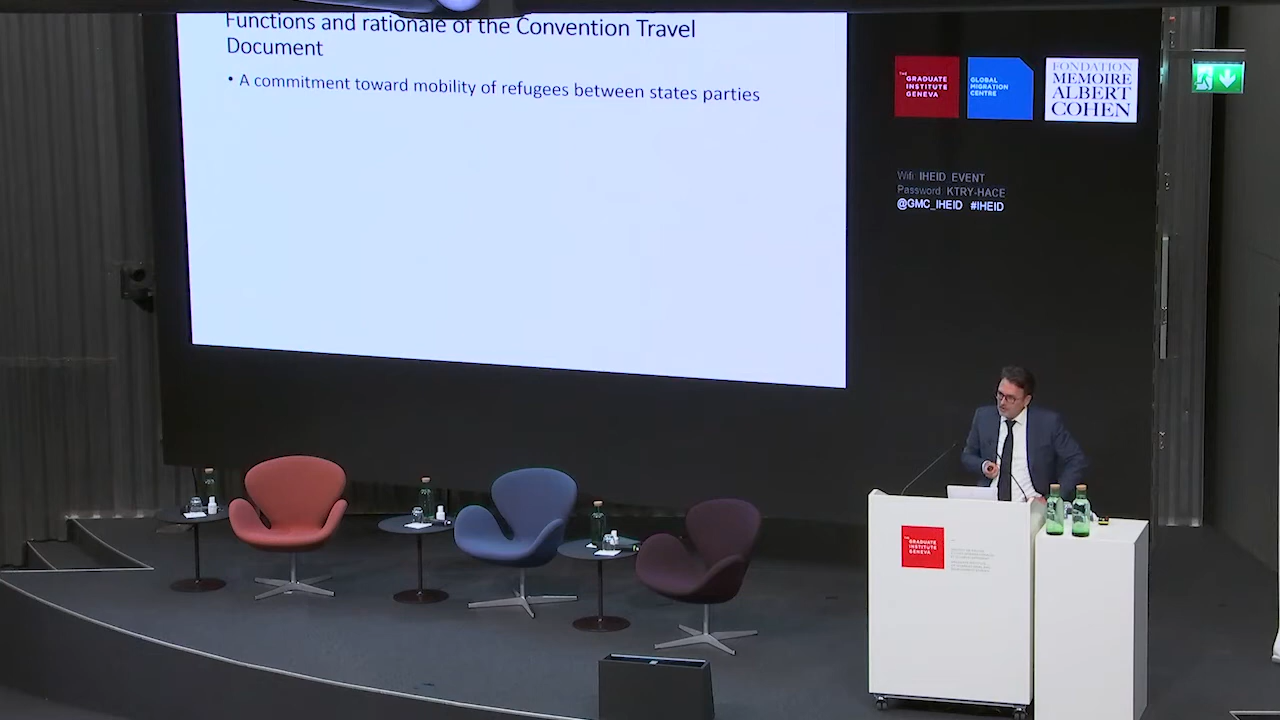 Functions and rationale of the Convention Travel
Document
• A commitment toward mobility of refugees between states parties
THE
GRADUATE
INSTITUTE
GENEVA
GLOBAL
MIGRATION
CENTRE
FONDATION
MEMOIRE
ALBERT
COHEN
Wifi: IHEID_EVENT
Password: KTRY-HACE
@GMC_IHEID #IHEID
THE
GRADUATE
INSTITUTE
GENEVA